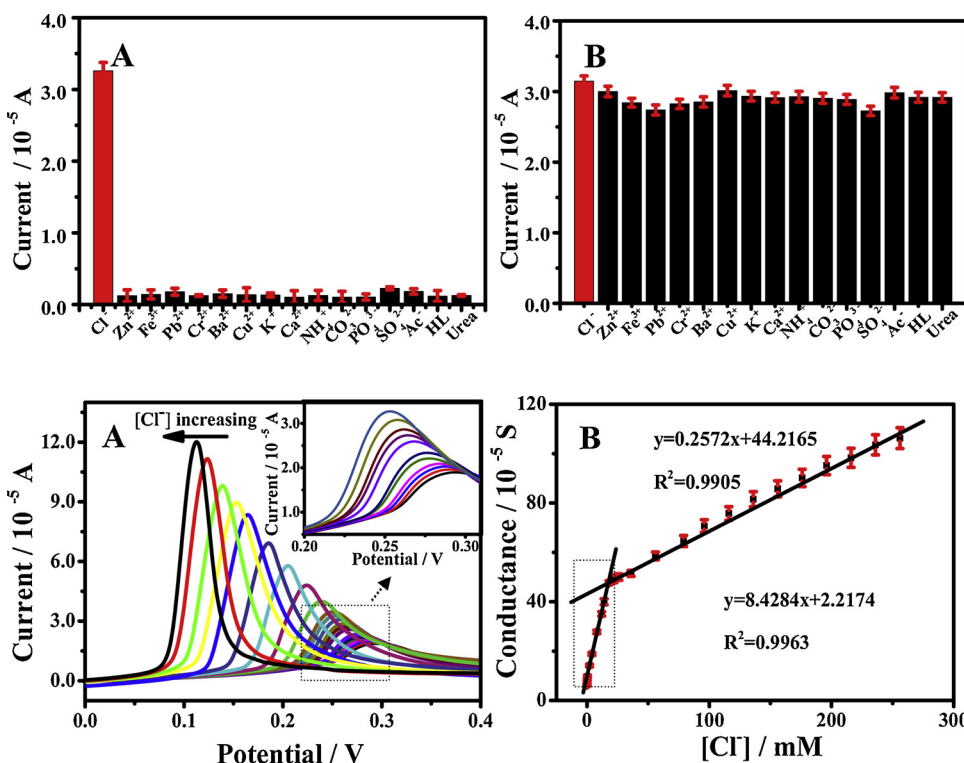 A
Current / 10⁻⁵ A
4.0
3.0
2.0
1.0
0.0
Cl⁻ Zn²⁺ Fe³⁺ Pb²⁺ Cr²⁺ Ba²⁺ Cu²⁺ K⁺ Ca²⁺ NH₄⁺ CO₃²⁻ PO₄³⁻ SO₄²⁻ Ac⁻ HL Urea
B
Current / 10⁻⁵ A
4.0
3.0
2.0
1.0
0.0
Cl⁻ Zn²⁺ Fe³⁺ Pb²⁺ Cr²⁺ Ba²⁺ Cu²⁺ K⁺ Ca²⁺ NH₄⁺ CO₃²⁻ PO₄³⁻ SO₄²⁻ Ac⁻ HL Urea
A
[Cl⁻] increasing
Current / 10⁻⁵ A
12.0
9.0
6.0
3.0
0.0
0.0 0.1 0.2 0.3 0.4
Potential / V
Current / 10⁻⁵ A
3.0
2.0
1.0
0.20 0.25 0.30
Potential / V
B
Conductance / 10⁻⁵ S
120
80
40
0
y=0.2572x+44.2165
R²=0.9905
y=8.4284x+2.2174
R²=0.9963
0 100 200 300
[Cl⁻] / mM